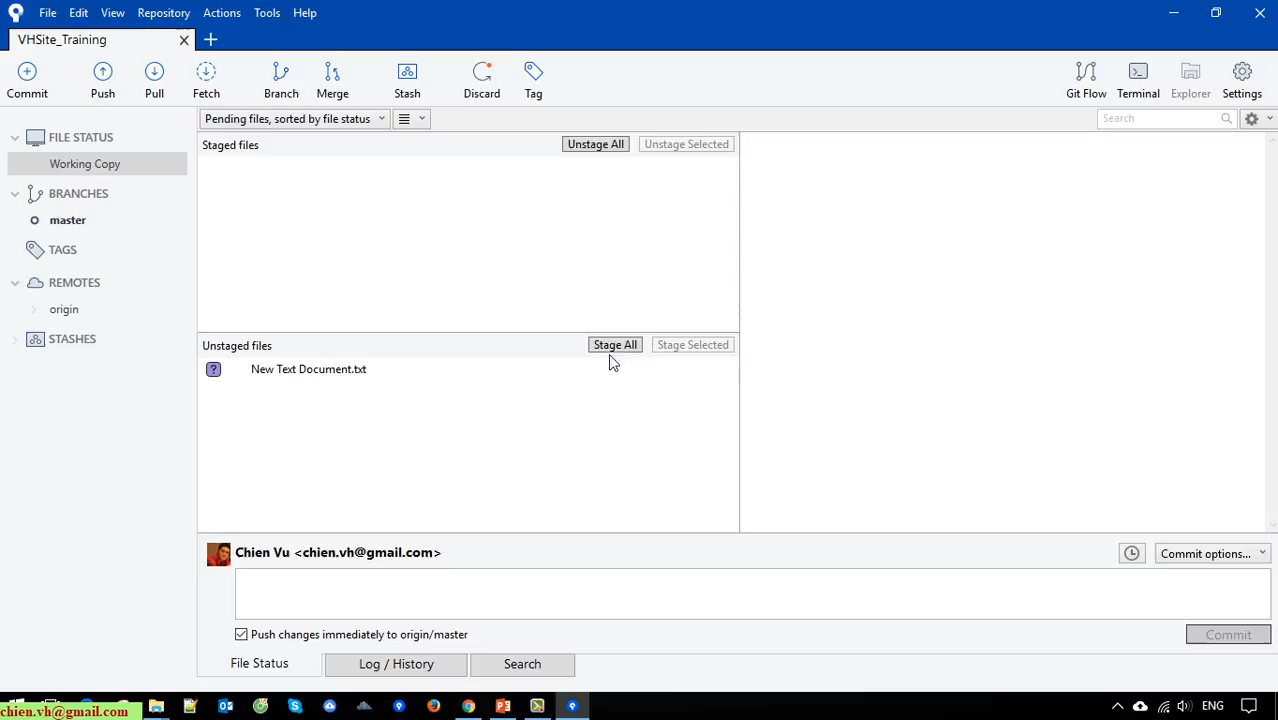 File Edit View Repository Actions Tools Help
VHSite_Training
Commit Push Pull Fetch Branch Merge Stash Discard Tag Git Flow Terminal Explorer Settings
Pending files, sorted by file status
Search
FILE STATUS
Working Copy
BRANCHES
master
TAGS
REMOTES
origin
STASHES
Staged files Unstage All Unstage Selected
Unstaged files Stage All Stage Selected
? New Text Document.txt
Chien Vu <chien.vh@gmail.com>
Commit options...
Push changes immediately to origin/master
Commit
File Status Log / History Search
chien.vh@gmail.com
ENG